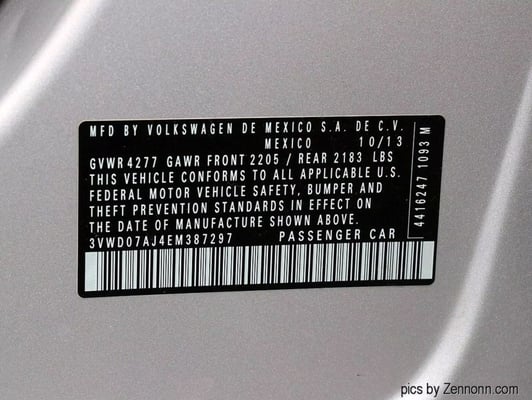 MFD BY VOLKSWAGEN DE MEXICO S.A. DE C.V.
MEXICO 10/13
GVWR 4277 GAWR FRONT 2205 / REAR 2183 LBS
THIS VEHICLE CONFORMS TO ALL APPLICABLE U.S.
FEDERAL MOTOR VEHICLE SAFETY, BUMPER AND
THEFT PREVENTION STANDARDS IN EFFECT ON
THE DATE OF MANUFACTURE SHOWN ABOVE.
3VWD07AJ4EM387297 PASSENGER CAR
4416247 1093 M
pics by Zennonn.com